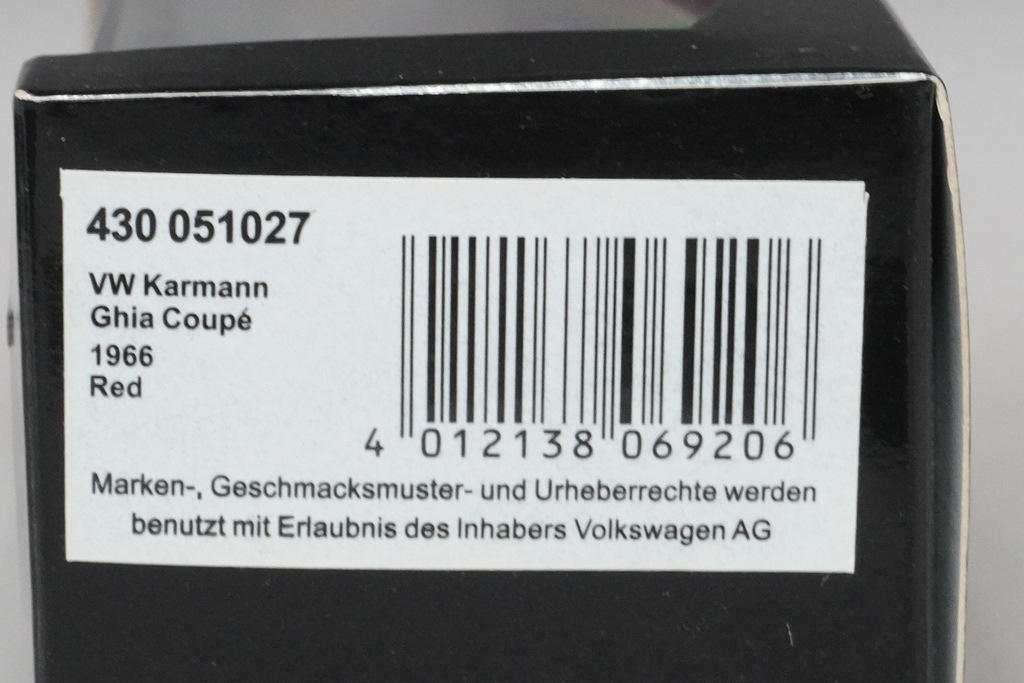 430 051027
VW Karmann
Ghia Coupé
1966
Red
4 012138 069206
Marken-, Geschmacksmuster- und Urheberrechte werden
benutzt mit Erlaubnis des Inhabers Volkswagen AG